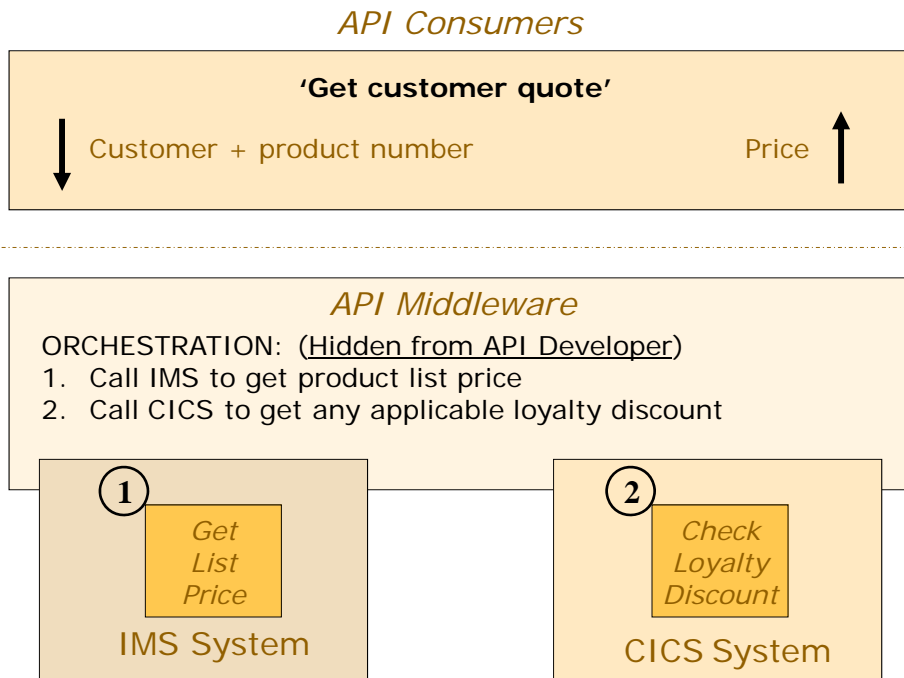 API Consumers
‘Get customer quote’
Customer + product number
Price
API Middleware
ORCHESTRATION: (Hidden from API Developer)
1. Call IMS to get product list price
2. Call CICS to get any applicable loyalty discount
1
Get
List
Price
IMS System
2
Check
Loyalty
Discount
CICS System